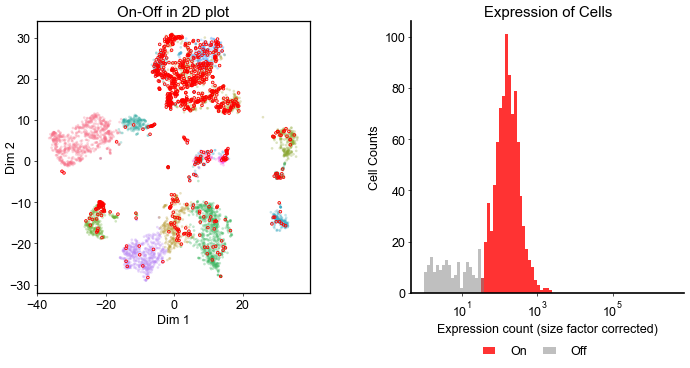 On-Off in 2D plot
30
20
10
0
−10
−20
−30
−40
−20
0
20
Dim 2
Dim 1
Expression of Cells
100
80
60
40
20
0
10^1
10^3
10^5
Cell Counts
Expression count (size factor corrected)
On
Off